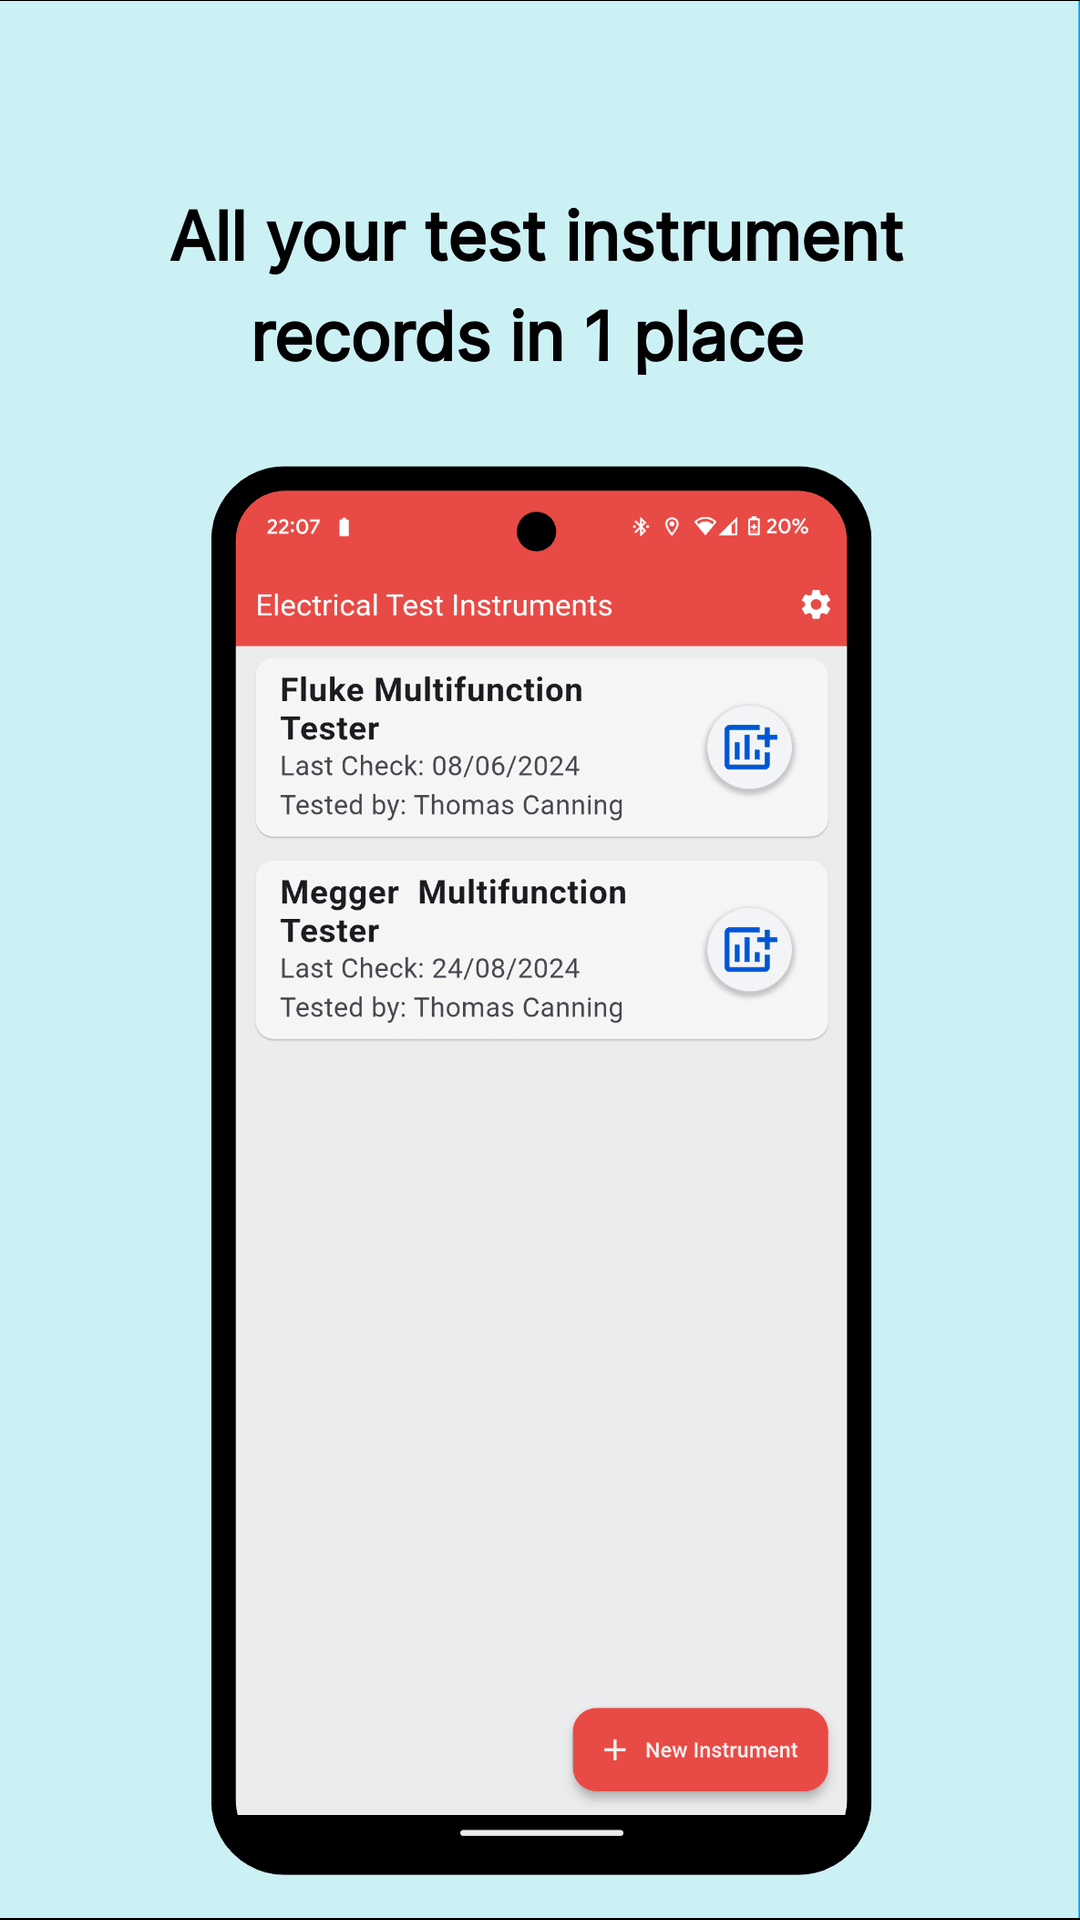 All your test instrument
records in 1 place
22:07
20%
Electrical Test Instruments
Fluke Multifunction
Tester
Last Check: 08/06/2024
Tested by: Thomas Canning
Megger  Multifunction
Tester
Last Check: 24/08/2024
Tested by: Thomas Canning
New Instrument